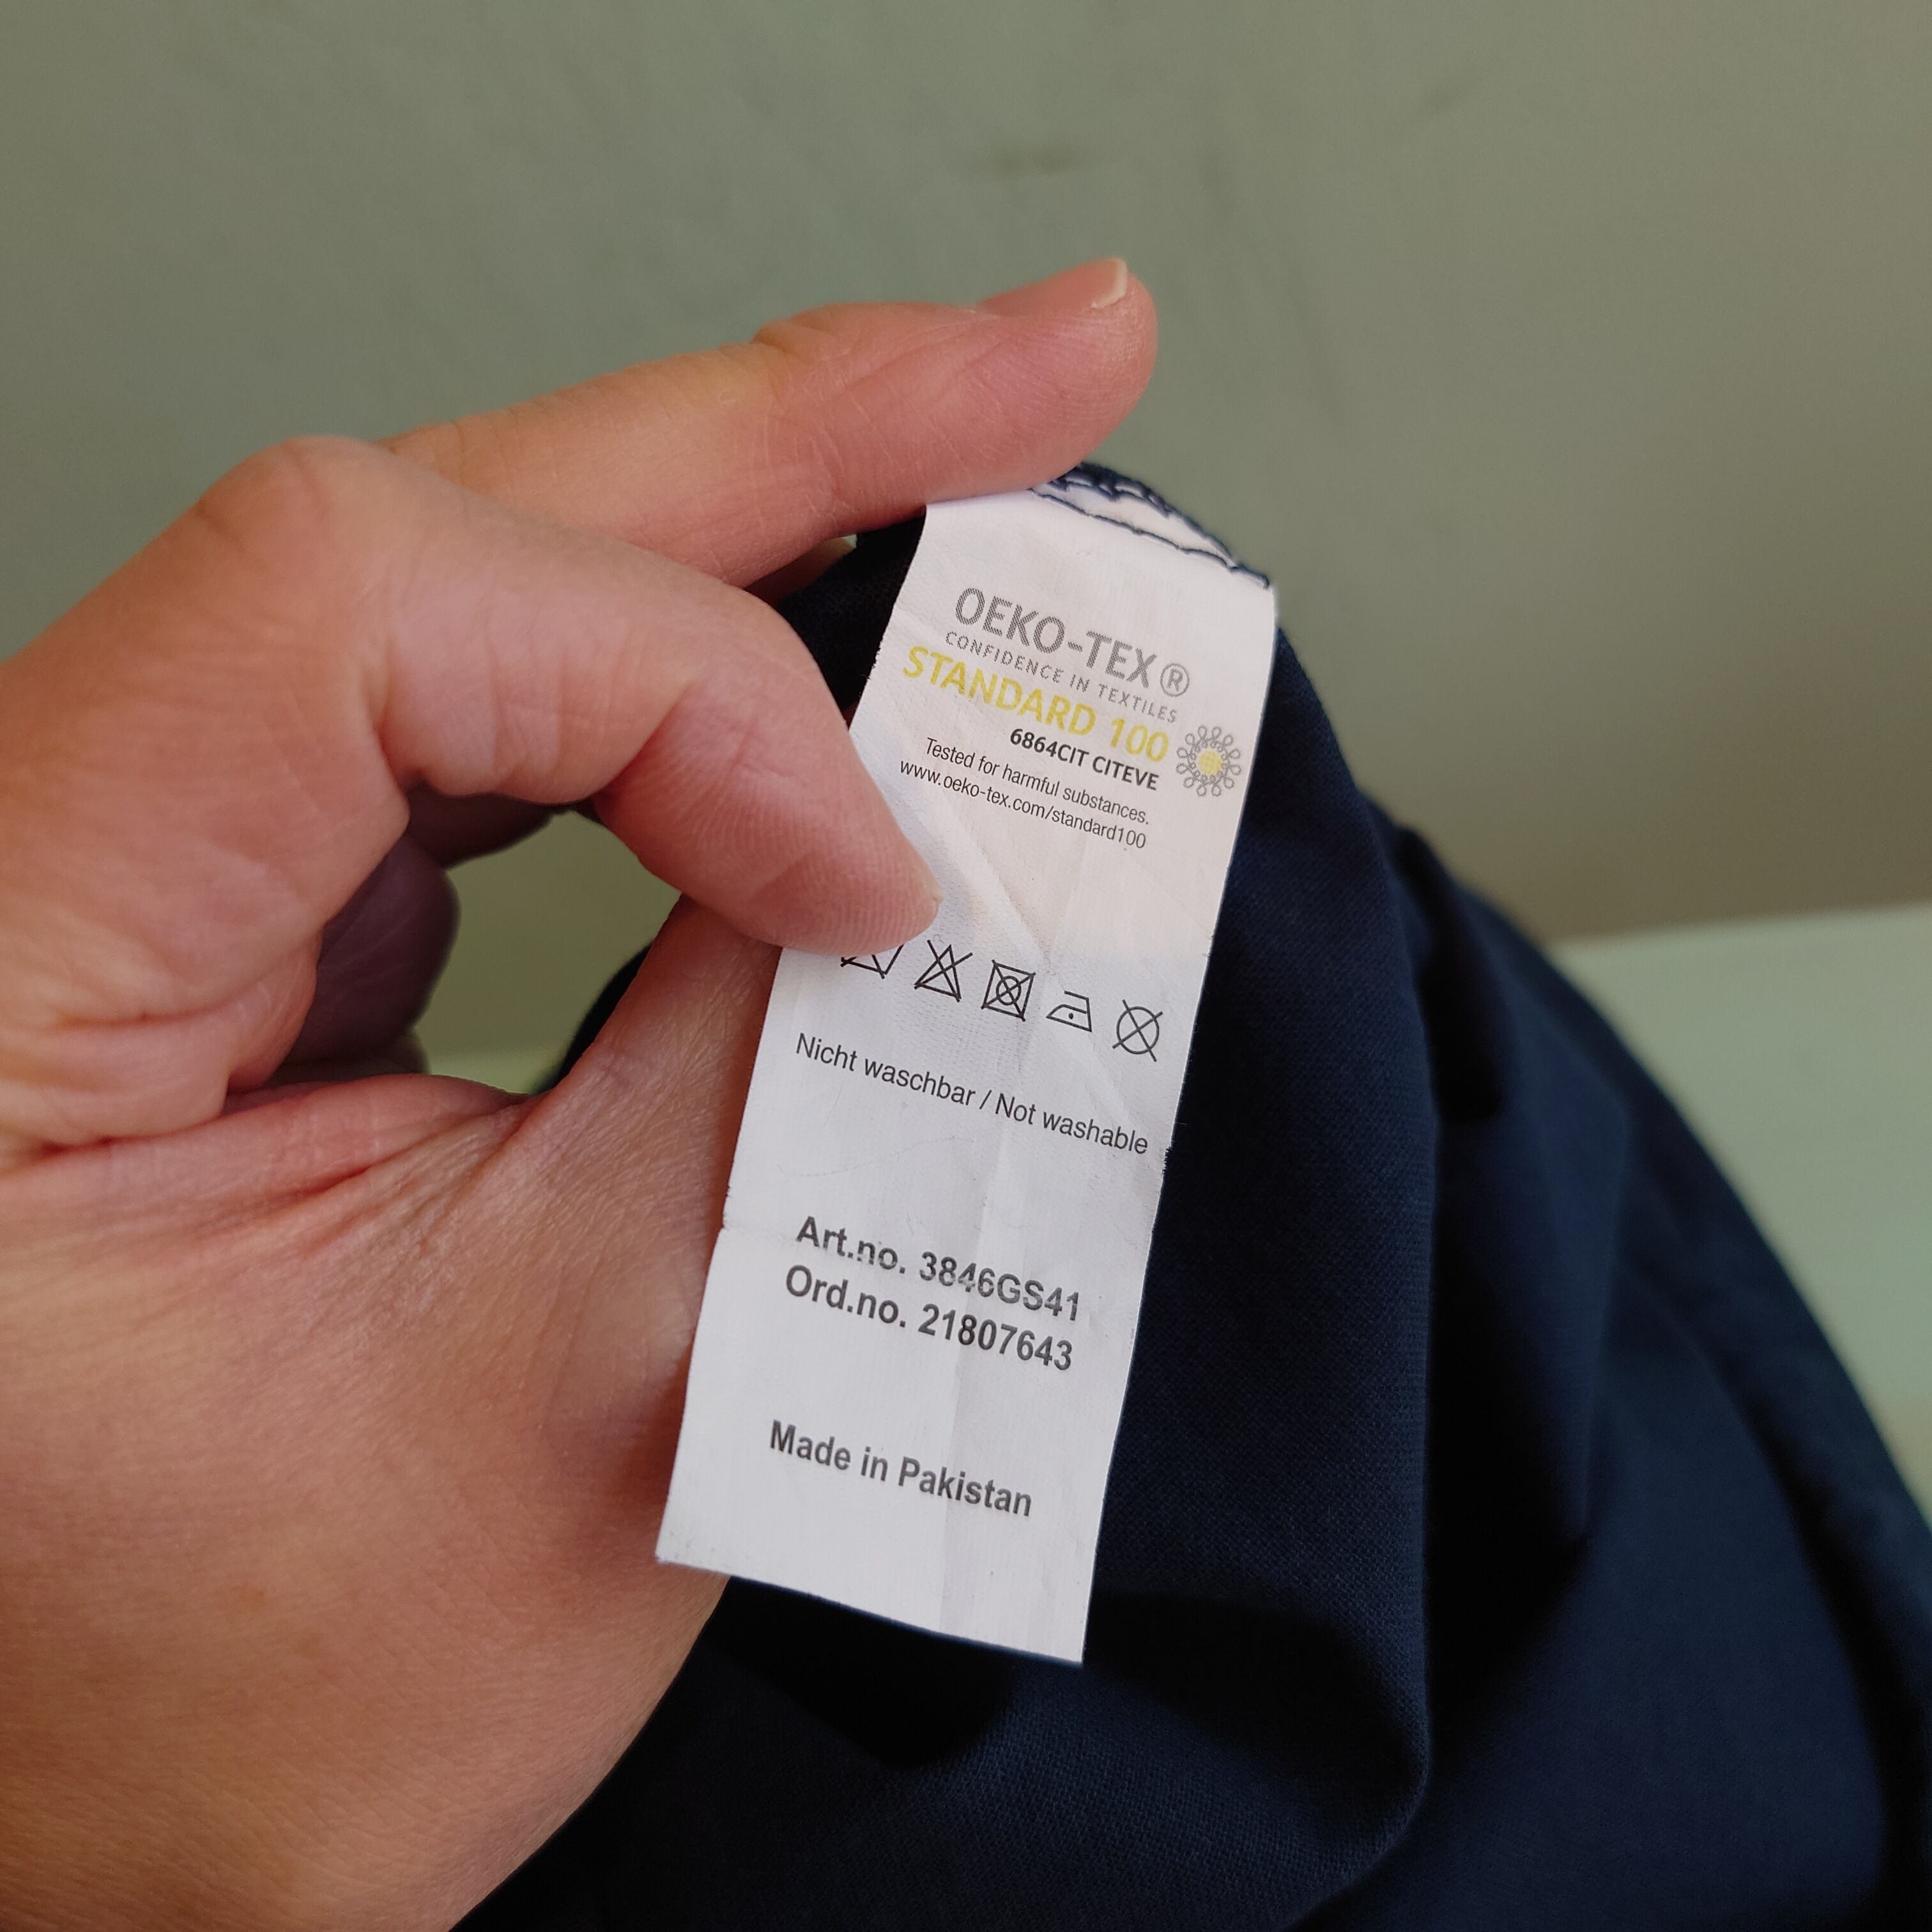 OEKO-TEX®
CONFIDENCE IN TEXTILES
STANDARD 100
6864CIT CITEVE
Tested for harmful substances.
www.oeko-tex.com/standard100
Nicht waschbar / Not washable
Art.no. 3846GS41
Ord.no. 21807643
Made in Pakistan